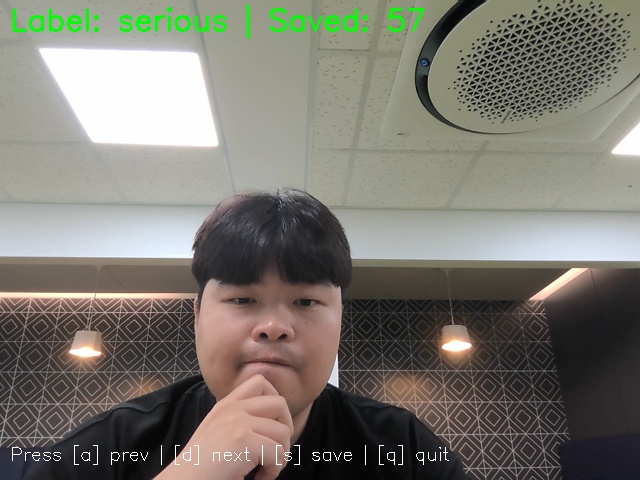 Label: serious | Saved: 57
Press [a] prev | [d] next | [s] save | [q] quit